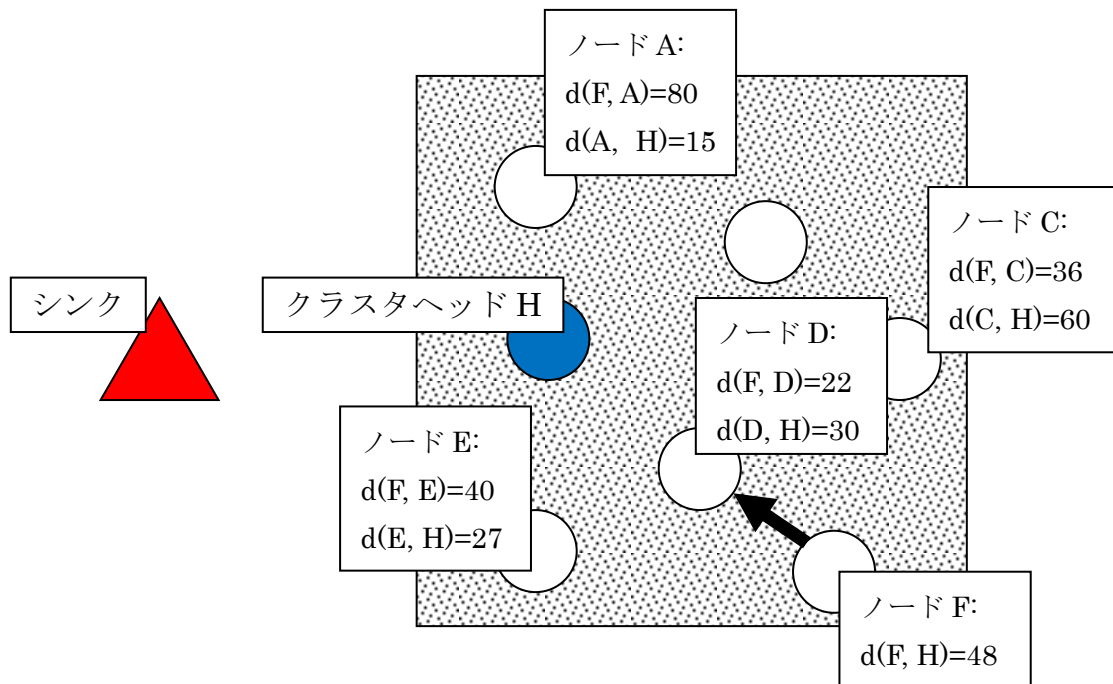 ノード A:
d(F, A)=80
d(A, H)=15
ノード C:
d(F, C)=36
d(C, H)=60
シンク
クラスタヘッド H
ノード D:
d(F, D)=22
d(D, H)=30
ノード E:
d(F, E)=40
d(E, H)=27
ノード F:
d(F, H)=48